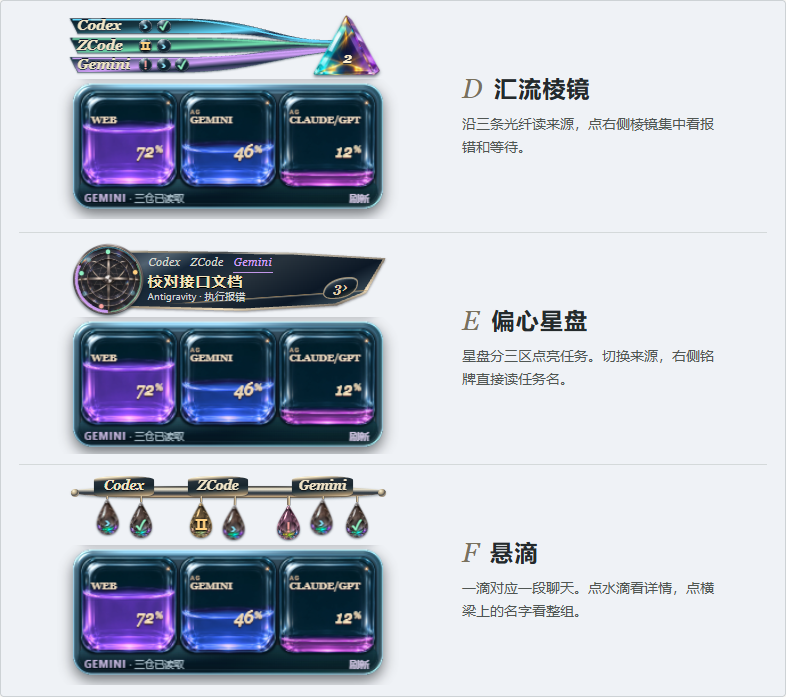 Codex
ZCode
II
Gemini
!
2
WEB
72%
AG
GEMINI
46%
AG
CLAUDE/GPT
12%
GEMINI · 三仓已读取
刷新
D 汇流棱镜
沿三条光纤读来源，点右侧棱镜集中看报
错和等待。
Codex ZCode Gemini
校对接口文档
Antigravity · 执行报错
3›
WEB
72%
AG
GEMINI
46%
AG
CLAUDE/GPT
12%
GEMINI · 三仓已读取
刷新
E 偏心星盘
星盘分三区点亮任务。切换来源，右侧铭
牌直接读任务名。
Codex ZCode Gemini
II
!
WEB
72%
AG
GEMINI
46%
AG
CLAUDE/GPT
12%
GEMINI · 三仓已读取
刷新
F 悬滴
一滴对应一段聊天。点水滴看详情，点横
梁上的名字看整组。